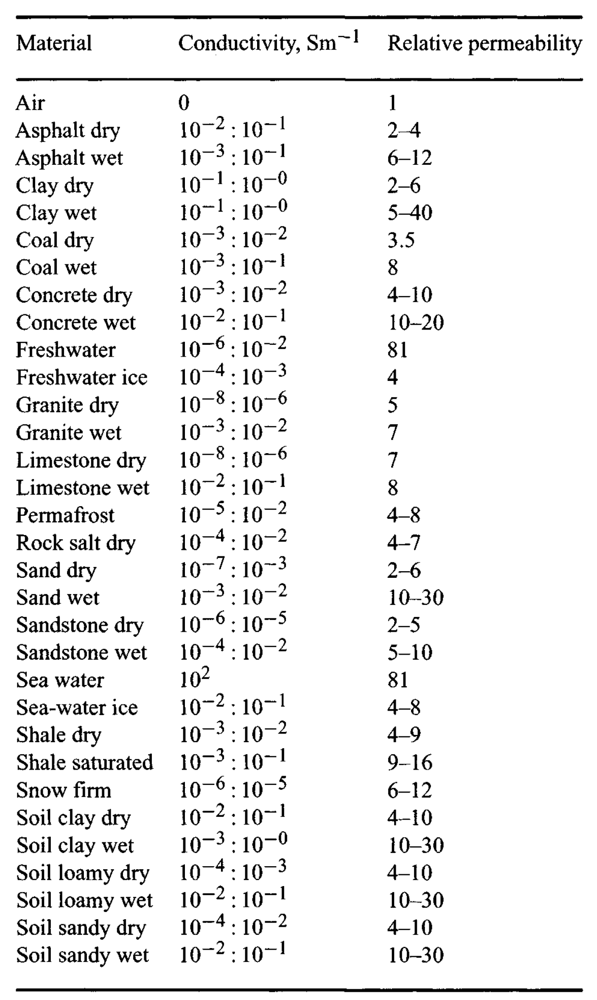 Material Conductivity, Sm⁻¹ Relative permeability
Air 0 1
Asphalt dry 10⁻² : 10⁻¹ 2–4
Asphalt wet 10⁻³ : 10⁻¹ 6–12
Clay dry 10⁻¹ : 10⁻⁰ 2–6
Clay wet 10⁻¹ : 10⁻⁰ 5–40
Coal dry 10⁻³ : 10⁻² 3.5
Coal wet 10⁻³ : 10⁻¹ 8
Concrete dry 10⁻³ : 10⁻² 4–10
Concrete wet 10⁻² : 10⁻¹ 10–20
Freshwater 10⁻⁶ : 10⁻² 81
Freshwater ice 10⁻⁴ : 10⁻³ 4
Granite dry 10⁻⁸ : 10⁻⁶ 5
Granite wet 10⁻³ : 10⁻² 7
Limestone dry 10⁻⁸ : 10⁻⁶ 7
Limestone wet 10⁻² : 10⁻¹ 8
Permafrost 10⁻⁵ : 10⁻² 4–8
Rock salt dry 10⁻⁴ : 10⁻² 4–7
Sand dry 10⁻⁷ : 10⁻³ 2–6
Sand wet 10⁻³ : 10⁻² 10–30
Sandstone dry 10⁻⁶ : 10⁻⁵ 2–5
Sandstone wet 10⁻⁴ : 10⁻² 5–10
Sea water 10² 81
Sea-water ice 10⁻² : 10⁻¹ 4–8
Shale dry 10⁻³ : 10⁻² 4–9
Shale saturated 10⁻³ : 10⁻¹ 9–16
Snow firm 10⁻⁶ : 10⁻⁵ 6–12
Soil clay dry 10⁻² : 10⁻¹ 4–10
Soil clay wet 10⁻³ : 10⁻⁰ 10–30
Soil loamy dry 10⁻⁴ : 10⁻³ 4–10
Soil loamy wet 10⁻² : 10⁻¹ 10–30
Soil sandy dry 10⁻⁴ : 10⁻² 4–10
Soil sandy wet 10⁻² : 10⁻¹ 10–30